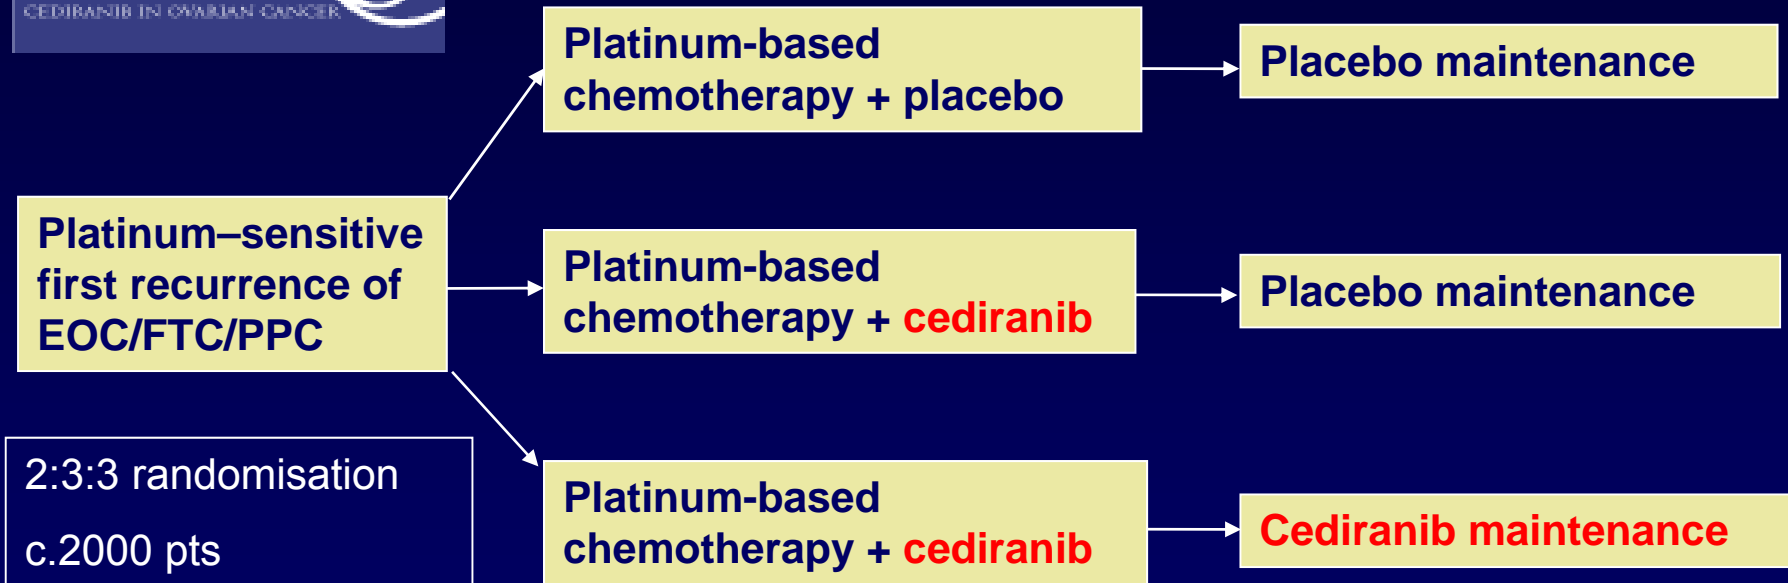 CEDIRANIB IN OVARIAN CANCER
Platinum-based
chemotherapy + placebo
Placebo maintenance
Platinum–sensitive
first recurrence of
EOC/FTC/PPC
Platinum-based
chemotherapy + cediranib
Placebo maintenance
2:3:3 randomisation
c.2000 pts
Platinum-based
chemotherapy + cediranib
Cediranib maintenance